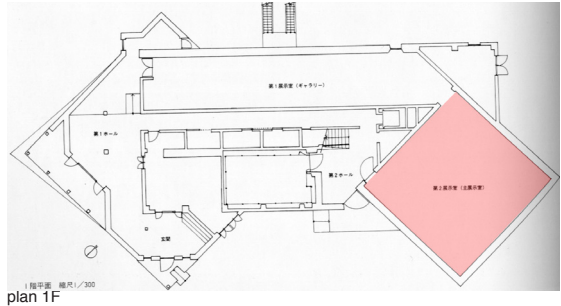 第1展示室（ギャラリー）
第1ホール
第2ホール
第2展示室（主展示室）
玄関
1階平面 縮尺1/300
plan 1F